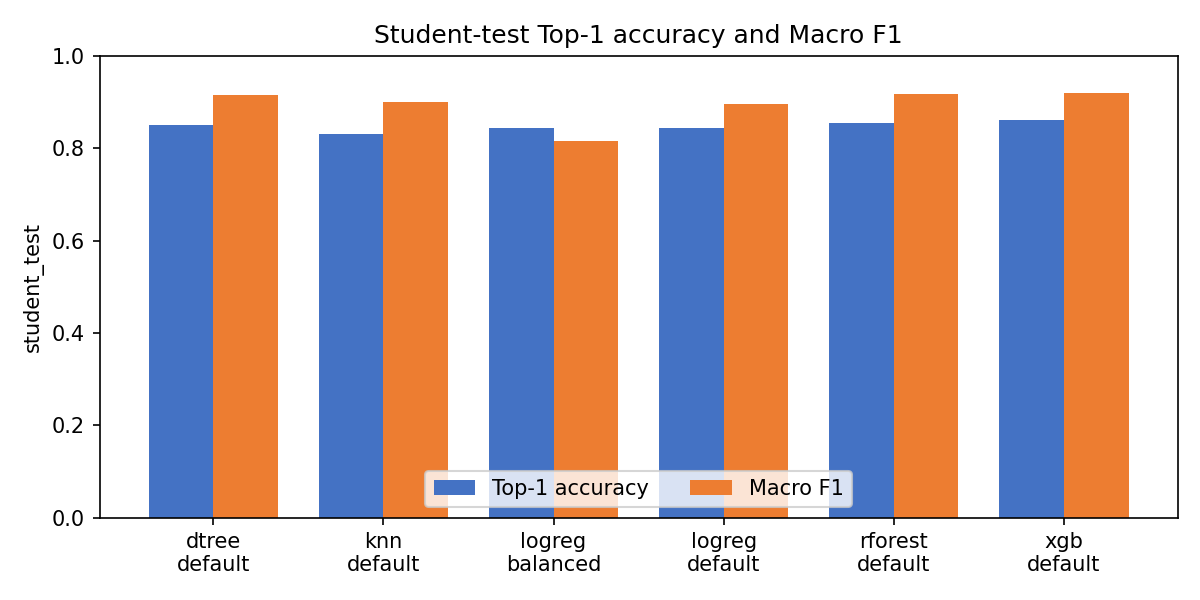 Student-test Top-1 accuracy and Macro F1
student_test
1.0
0.8
0.6
0.4
0.2
0.0
Top-1 accuracy
Macro F1
dtree
default
knn
default
logreg
balanced
logreg
default
rforest
default
xgb
default